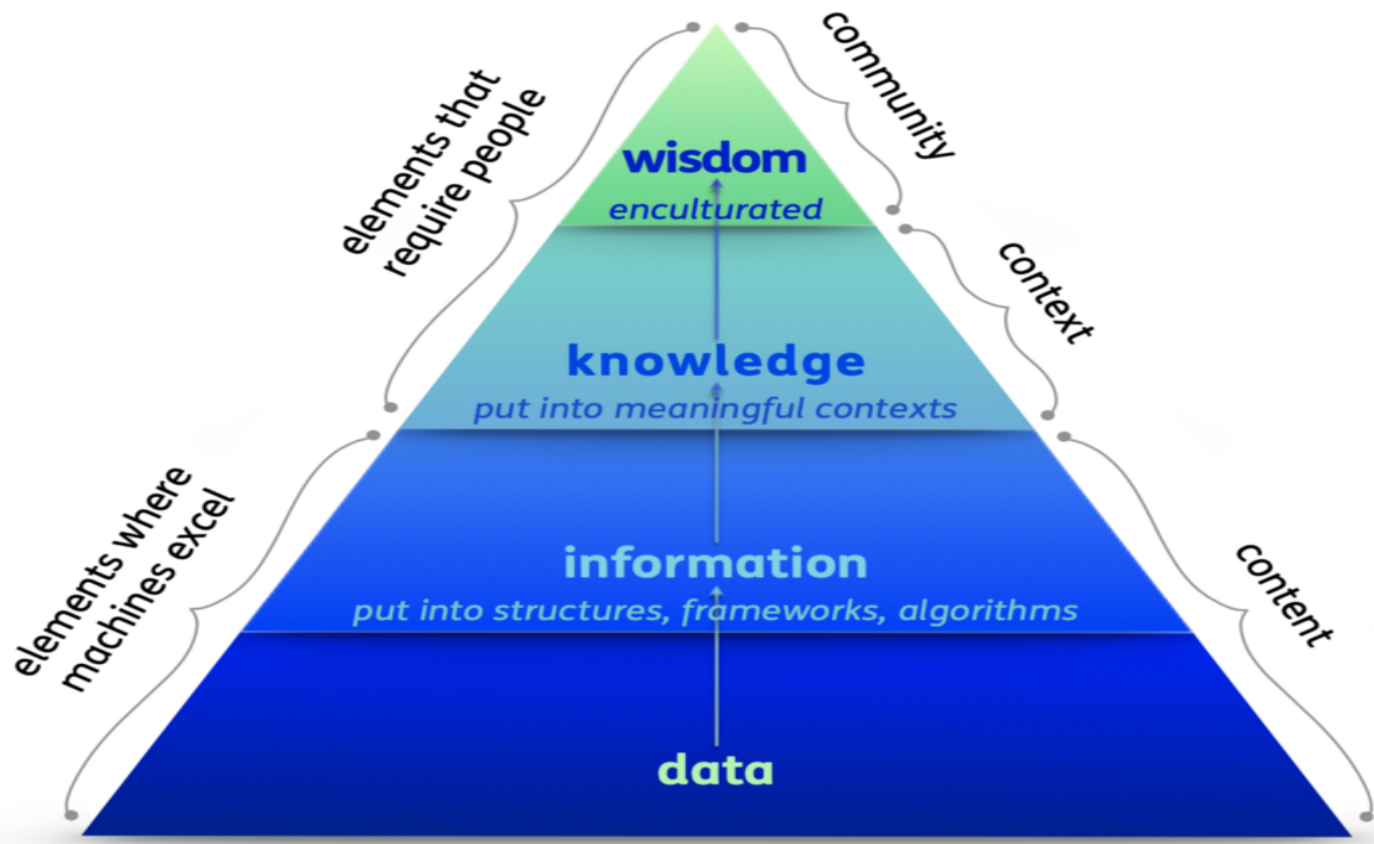 community
elements that
require people
wisdom
enculturated
context
knowledge
put into meaningful contexts
elements where
machines excel
information
put into structures, frameworks, algorithms
content
data